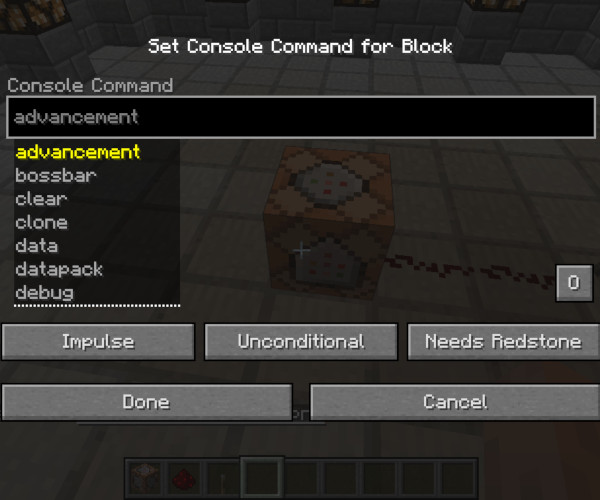 Set Console Command for Block
Console Command
advancement
advancement
bossbar
clear
clone
data
datapack
debug
O
Impulse
Unconditional
Needs Redstone
Done
Cancel